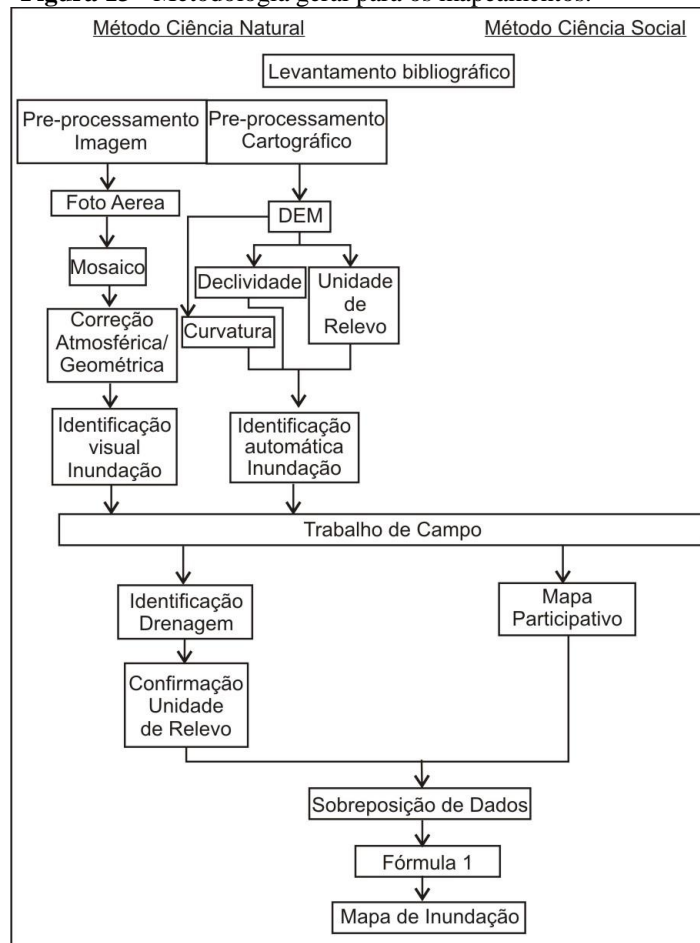 Figura 13 - Metodologia geral para os mapeamentos.
Método Ciência Natural
Método Ciência Social
Levantamento bibliográfico
Pre-processamento
Imagem
Pre-processamento
Cartográfico
Foto Aerea
DEM
Mosaico
Declividade
Unidade
de
Relevo
Correção
Atmosférica/
Geométrica
Curvatura
Identificação
visual
Inundação
Identificação
automática
Inundação
Trabalho de Campo
Identificação
Drenagem
Mapa
Participativo
Confirmação
Unidade
de Relevo
Sobreposição de Dados
Fórmula 1
Mapa de Inundação